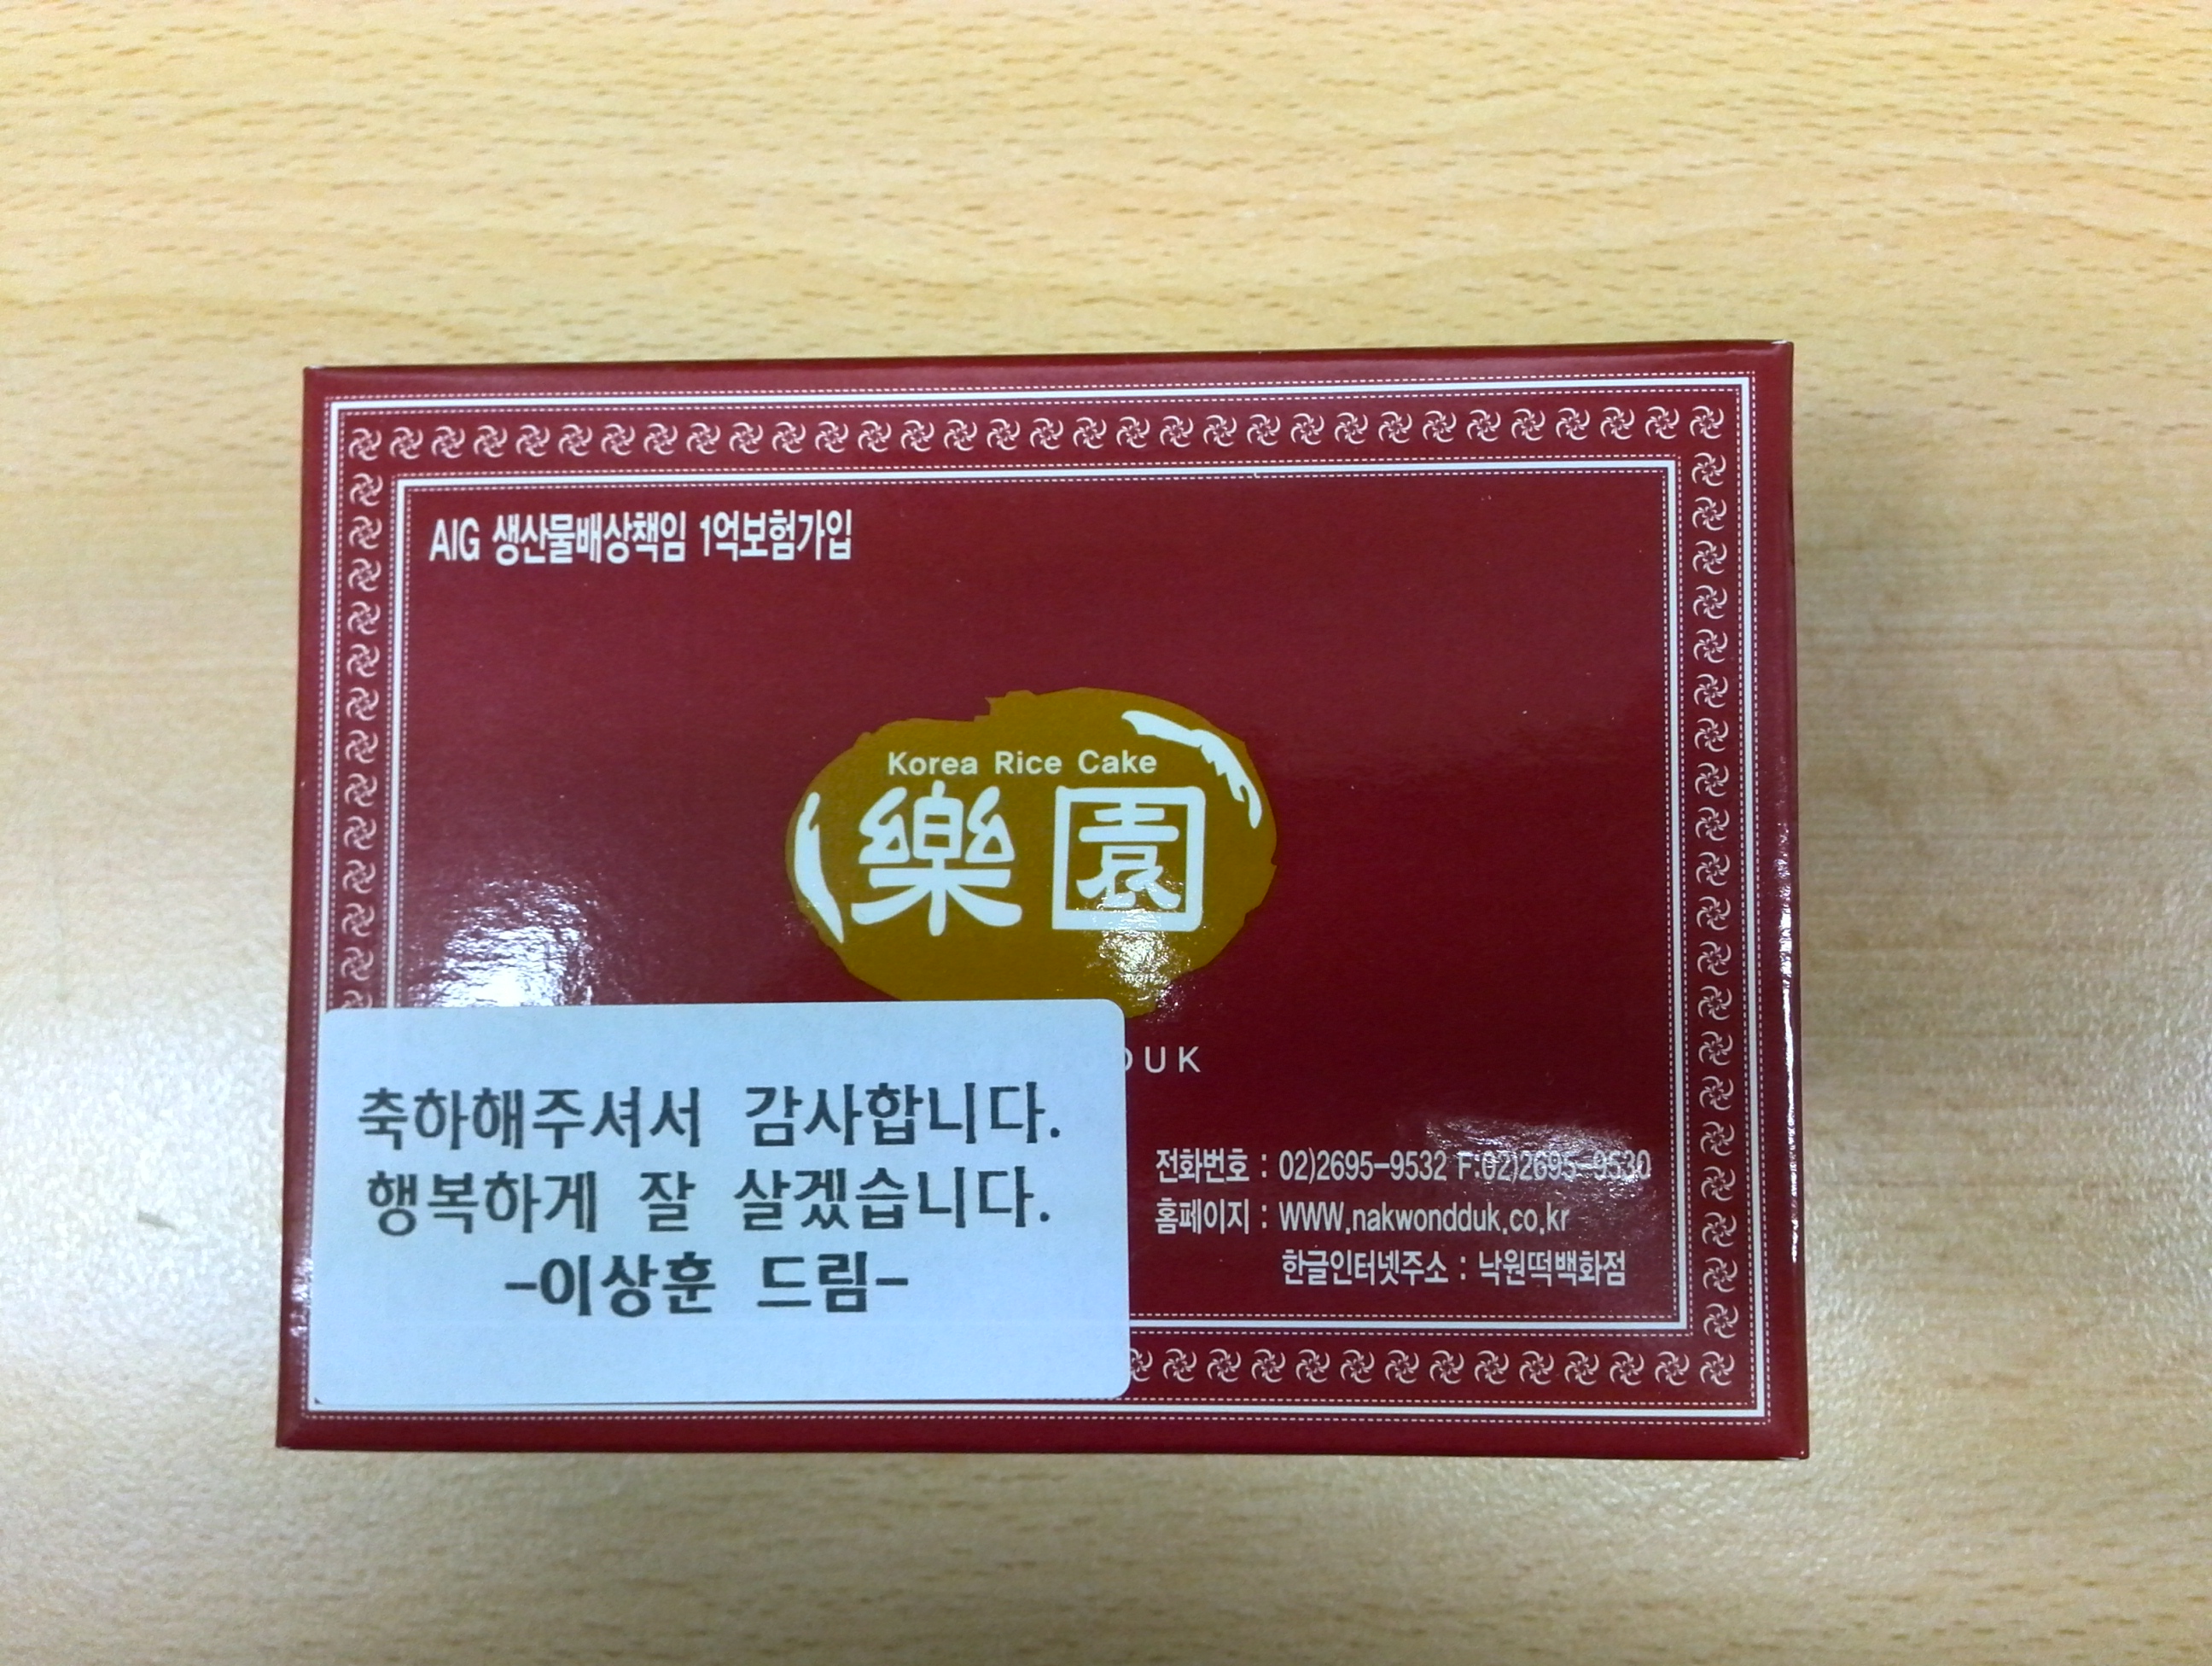 AIG 생산물배상책임 1억보험가입
Korea Rice Cake
樂園
DUK
축하해주셔서 감사합니다.
행복하게 잘 살겠습니다.
-이상훈 드림-
전화번호 : 02)2695-9532 F:02)2695-9530
홈페이지 : WWW.nakwondduk.co.kr
한글인터넷주소 : 낙원떡백화점